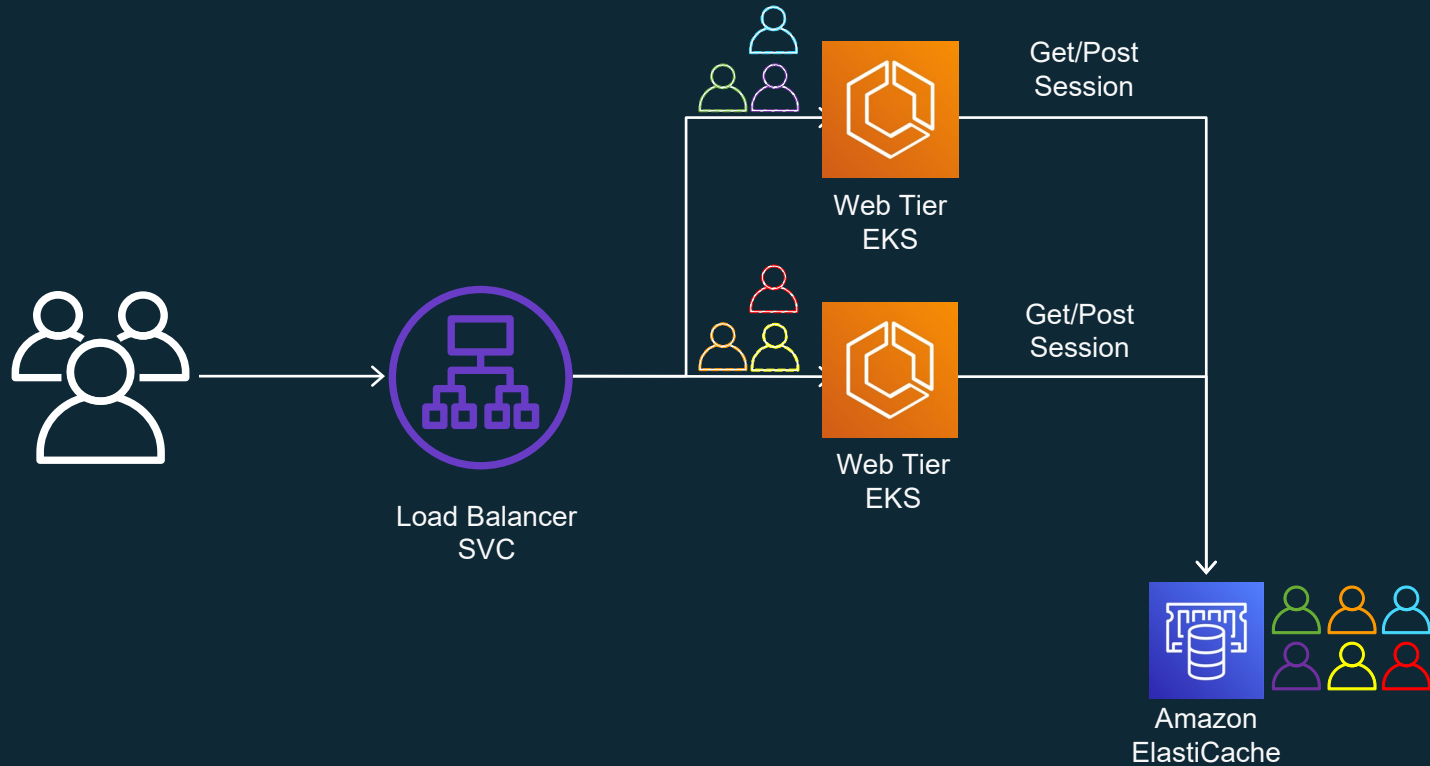 Get/Post
Session
Web Tier
EKS
Get/Post
Session
Web Tier
EKS
Load Balancer
SVC
Amazon
ElastiCache